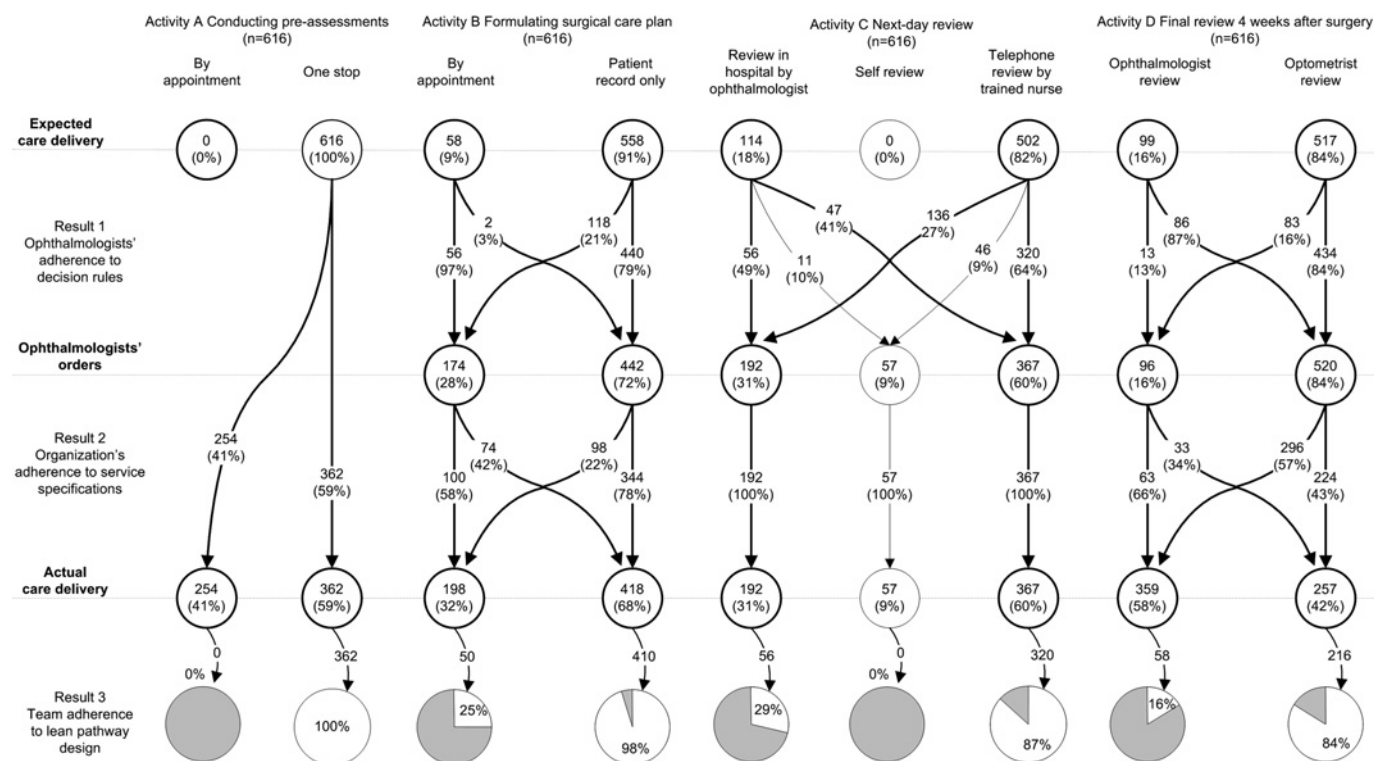 Activity A Conducting pre-assessments
(n=616)
Activity B Formulating surgical care plan
(n=616)
Activity C Next-day review
(n=616)
Activity D Final review 4 weeks after surgery
(n=616)
By
appointment
One stop
By
appointment
Patient
record only
Review in
hospital by
ophthalmologist
Self review
Telephone
review by
trained nurse
Ophthalmologist
review
Optometrist
review
Expected
care delivery
0
(0%)
616
(100%)
58
(9%)
558
(91%)
114
(18%)
0
(0%)
502
(82%)
99
(16%)
517
(84%)
Result 1
Ophthalmologists'
adherence to
decision rules
2
(3%)
118
(21%)
56
(97%)
440
(79%)
47
(41%)
136
(27%)
56
(49%)
11
(10%)
46
(9%)
320
(64%)
86
(87%)
83
(16%)
13
(13%)
434
(84%)
Ophthalmologists'
orders
174
(28%)
442
(72%)
192
(31%)
57
(9%)
367
(60%)
96
(16%)
520
(84%)
Result 2
Organization's
adherence to service
specifications
254
(41%)
362
(59%)
74
(42%)
98
(22%)
100
(58%)
344
(78%)
192
(100%)
57
(100%)
367
(100%)
33
(34%)
296
(57%)
63
(66%)
224
(43%)
Actual
care delivery
254
(41%)
362
(59%)
198
(32%)
418
(68%)
192
(31%)
57
(9%)
367
(60%)
359
(58%)
257
(42%)
0
362
50
410
56
0
320
58
216
Result 3
Team adherence
to lean pathway
design
0%
100%
25%
98%
29%
0%
87%
16%
84%